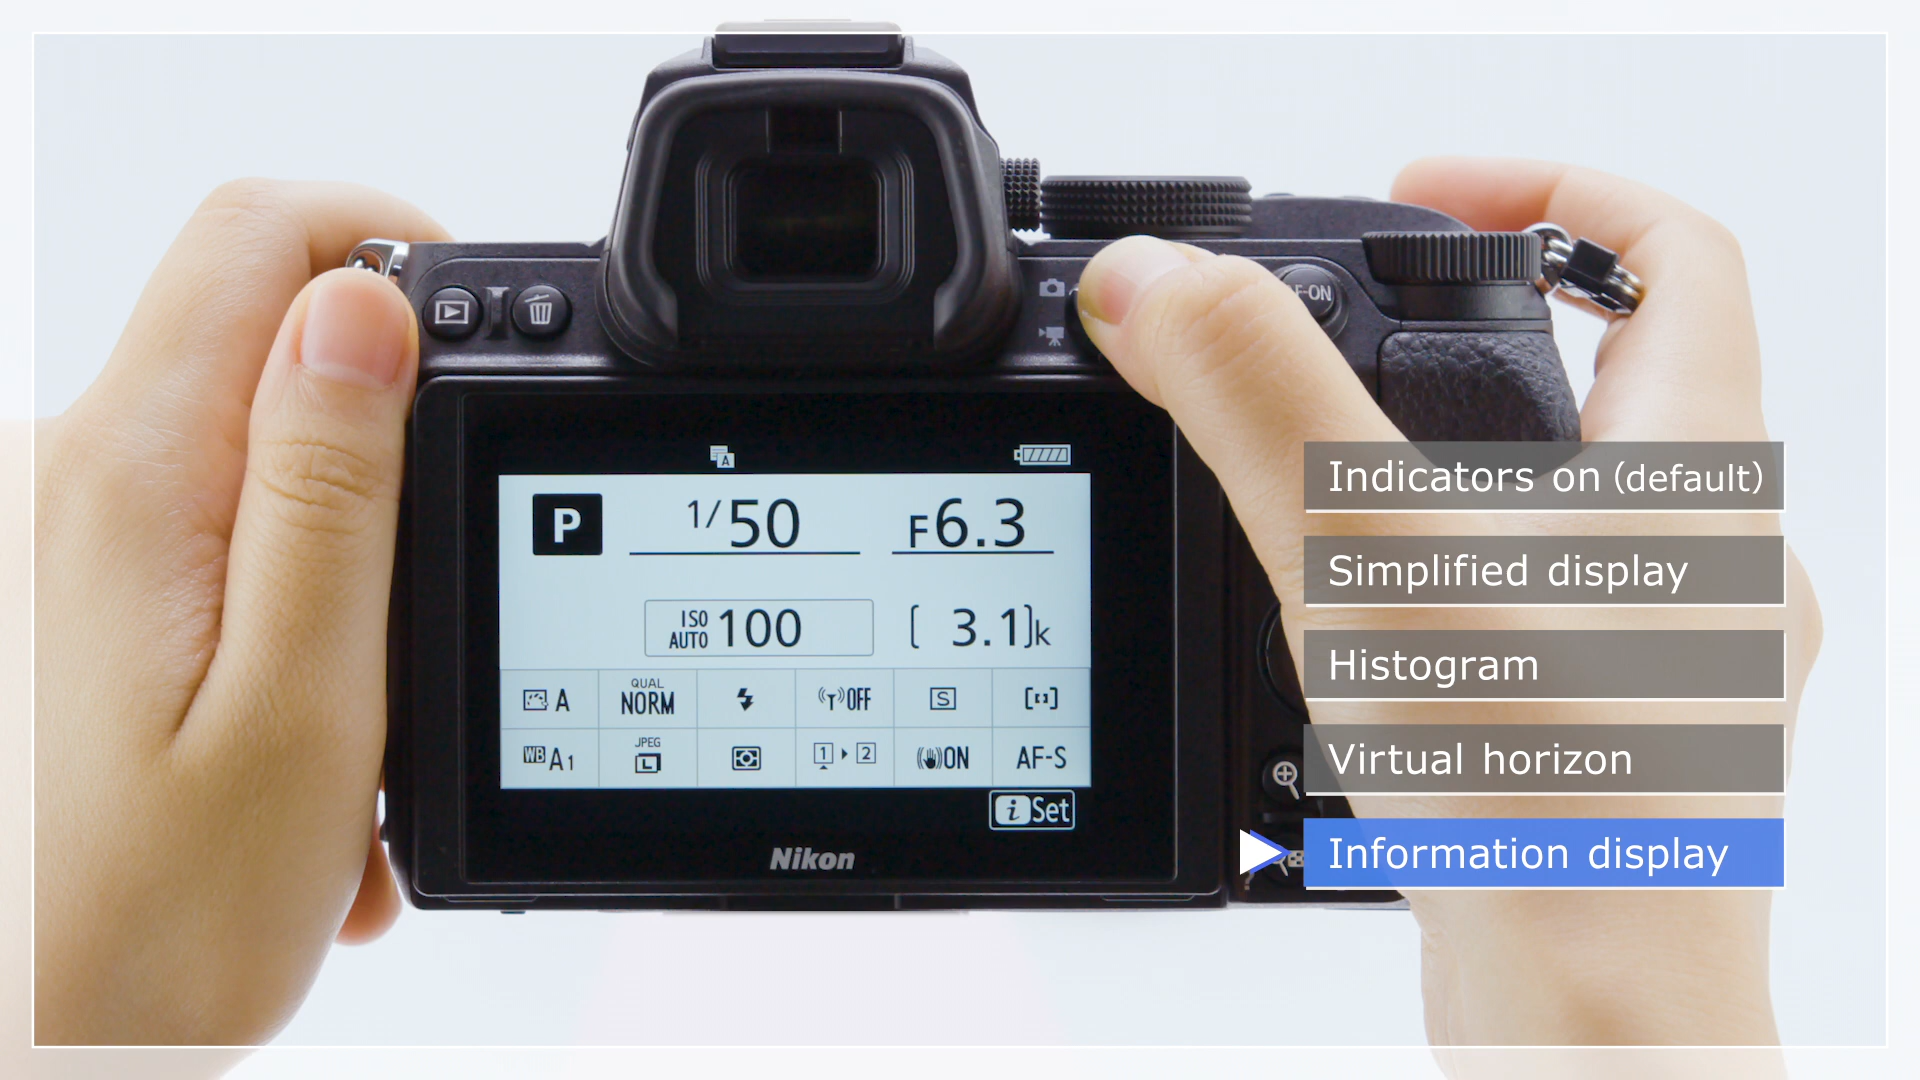 F-ON
A
P
1/50
F6.3
ISO AUTO 100
[ 3.1]k
A
QUAL NORM
OFF
S
WB A1
JPEG L
1 2
ON
AF-S
i Set
Nikon
?
Indicators on (default)
Simplified display
Histogram
Virtual horizon
Information display